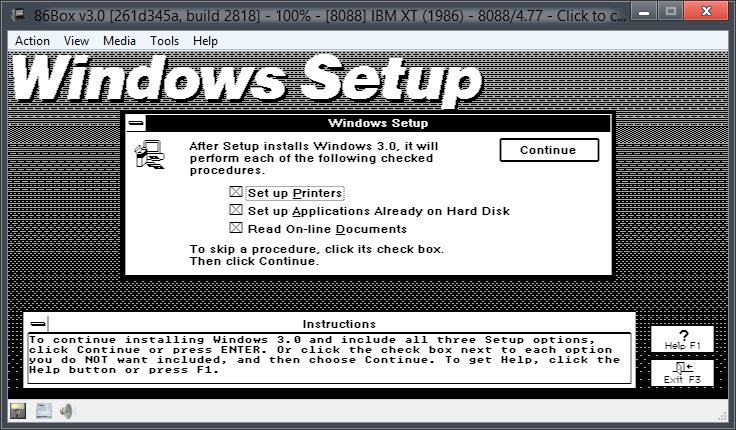 86Box v3.0 [261d345a, build 2818] - 100% - [8088] IBM XT (1986) - 8088/4.77 - Click to c...
Action View Media Tools Help
Windows Setup
Windows Setup
After Setup installs Windows 3.0, it will
perform each of the following checked
procedures.
Continue
Set up Printers
Set up Applications Already on Hard Disk
Read On-line Documents
To skip a procedure, click its check box.
Then click Continue.
Instructions
To continue installing Windows 3.0 and include all three Setup options,
click Continue or press ENTER. Or click the check box next to each option
you do NOT want included, and then choose Continue. To get Help, click the
Help button or press F1.
?
Help F1
Exit F3